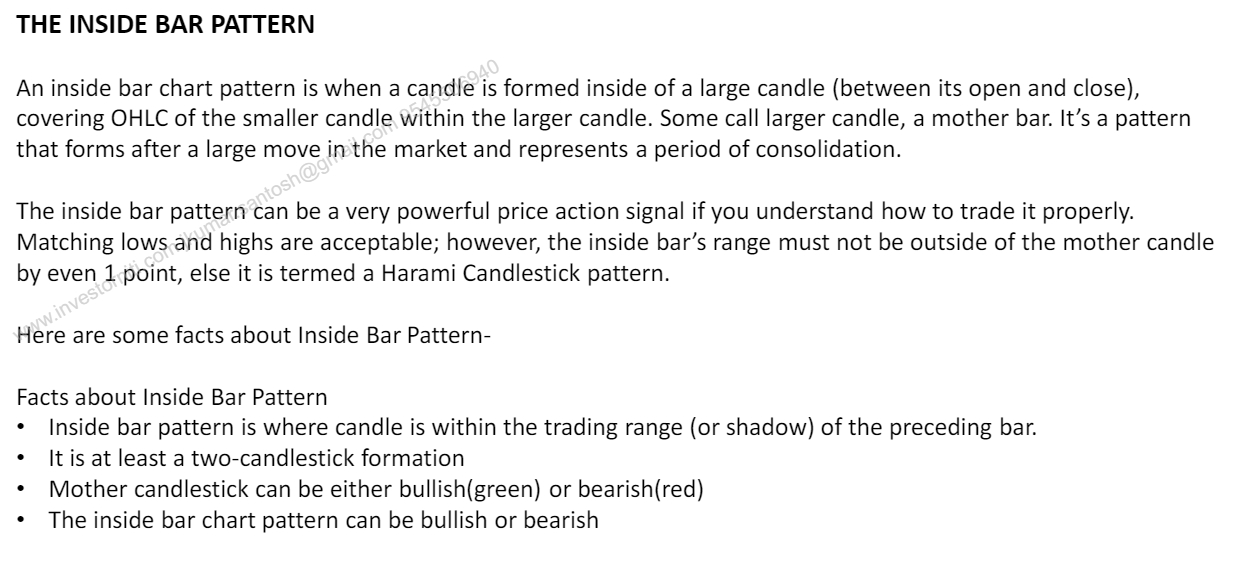 THE INSIDE BAR PATTERN
An inside bar chart pattern is when a candle is formed inside of a large candle (between its open and close),
covering OHLC of the smaller candle within the larger candle. Some call larger candle, a mother bar. It’s a pattern
that forms after a large move in the market and represents a period of consolidation.
The inside bar pattern can be a very powerful price action signal if you understand how to trade it properly.
Matching lows and highs are acceptable; however, the inside bar’s range must not be outside of the mother candle
by even 1 point, else it is termed a Harami Candlestick pattern.
Here are some facts about Inside Bar Pattern-
Facts about Inside Bar Pattern
• Inside bar pattern is where candle is within the trading range (or shadow) of the preceding bar.
• It is at least a two-candlestick formation
• Mother candlestick can be either bullish(green) or bearish(red)
• The inside bar chart pattern can be bullish or bearish